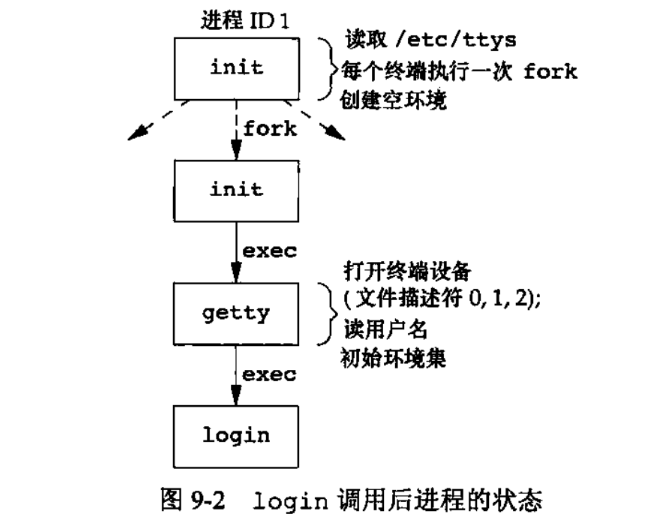 进程 ID 1
init
读取 /etc/ttys
每个终端执行一次 fork
创建空环境
fork
init
exec
getty
打开终端设备
(文件描述符 0, 1, 2);
读用户名
初始环境集
exec
login
图 9-2 login 调用后进程的状态